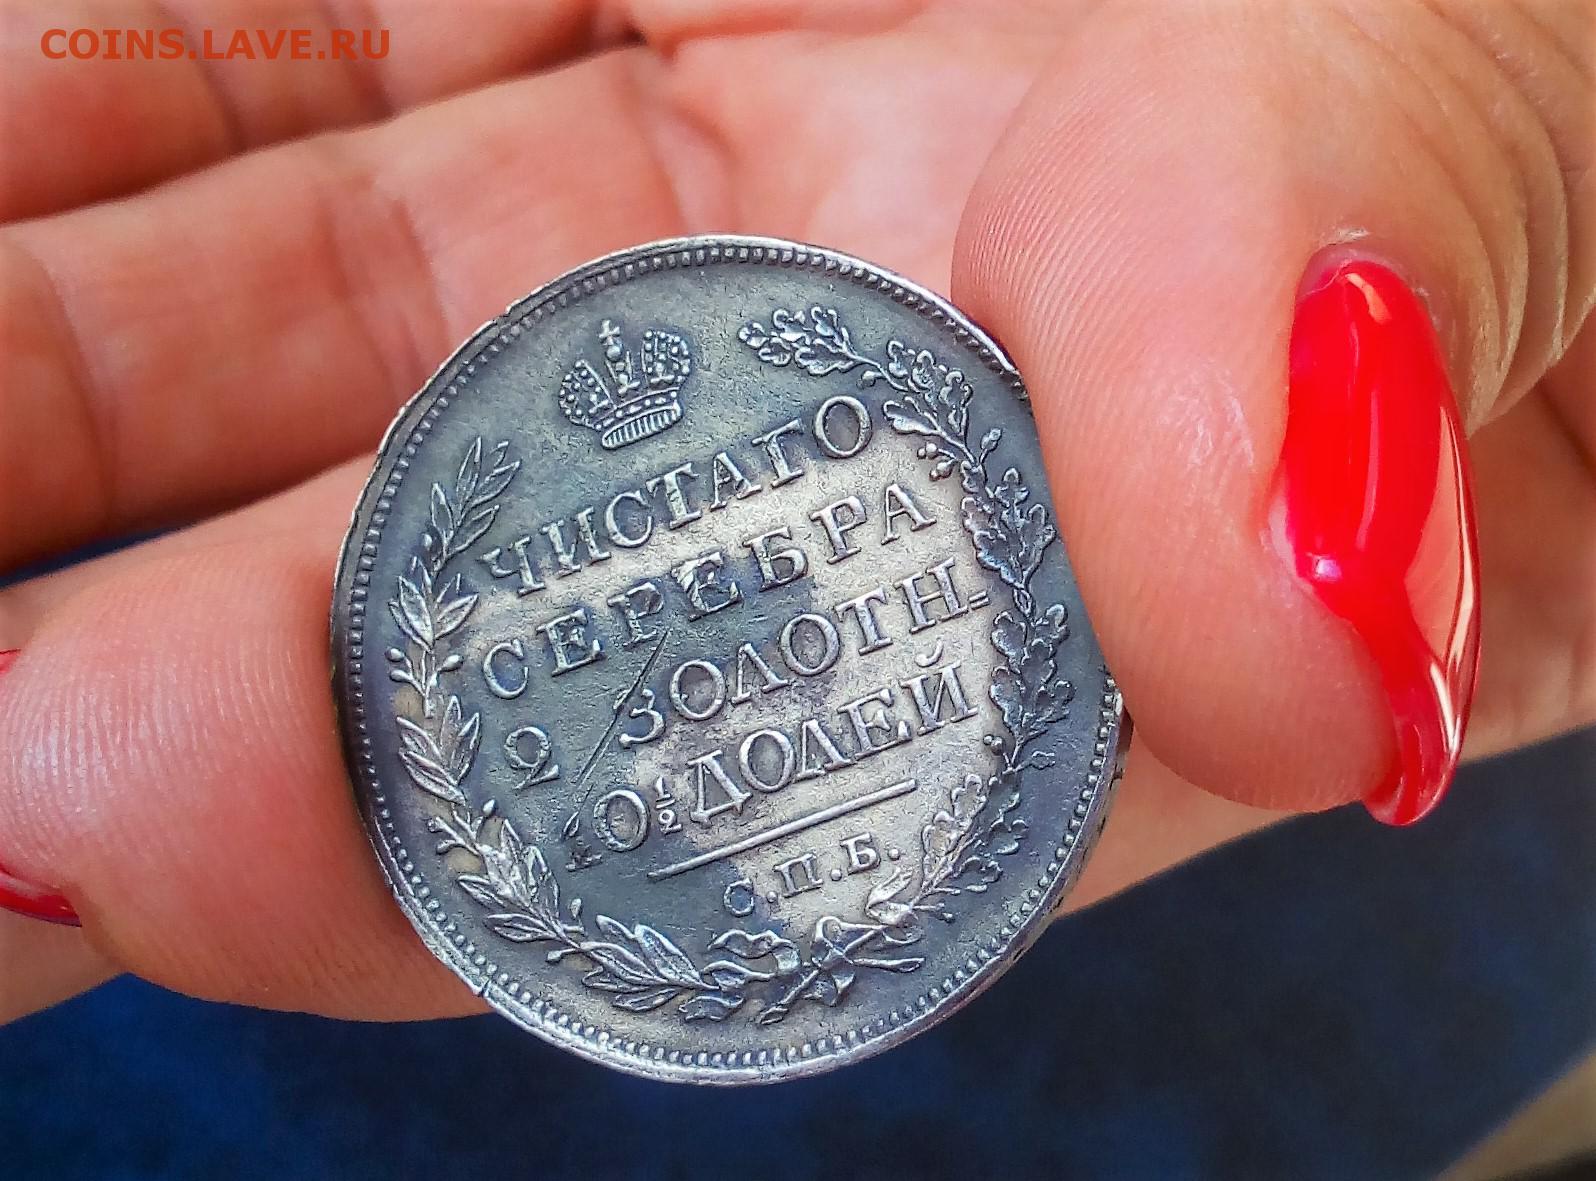 COINS.LAVE.RU
ЧИСТАГО
СЕРЕБРА
2 ЗОЛОТН.
10½ ДОЛЕЙ
С.П.Б.